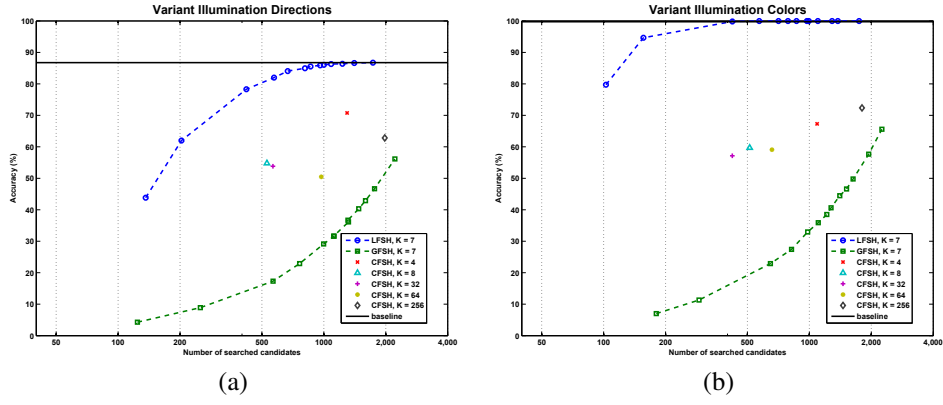 Variant Illumination Directions
Accuracy (%)
100
90
80
70
60
50
40
30
20
10
0
50 100 200 500 1000 2,000 4,000
Number of searched candidates
LFSH, K = 7
GFSH, K = 7
CFSH, K = 4
CFSH, K = 8
CFSH, K = 32
CFSH, K = 64
CFSH, K = 256
baseline
(a)
Variant Illumination Colors
Accuracy (%)
100
90
80
70
60
50
40
30
20
10
0
50 100 200 500 1000 2,000 4,000
Number of searched candidates
LFSH, K = 7
GFSH, K = 7
CFSH, K = 4
CFSH, K = 8
CFSH, K = 32
CFSH, K = 64
CFSH, K = 256
baseline
(b)